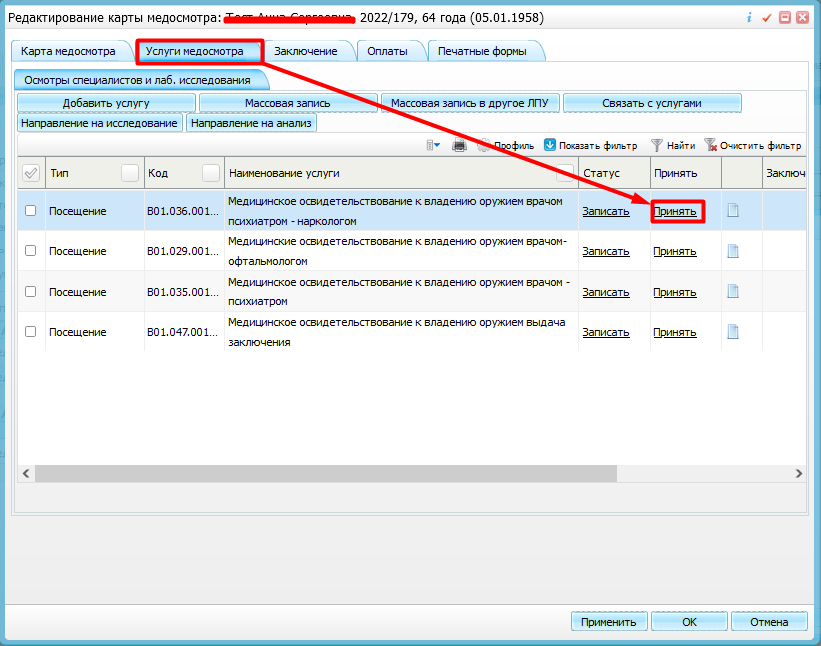 Редактирование карты медосмотра: 2022/179, 64 года (05.01.1958)
Карта медосмотра Услуги медосмотра Заключение Оплаты Печатные формы
Осмотры специалистов и лаб. исследования
Добавить услугу Массовая запись Массовая запись в другое ЛПУ Связать с услугами
Направление на исследование Направление на анализ
Профиль Показать фильтр Найти Очистить фильтр
Тип Код Наименование услуги Статус Принять Заключ
Посещение B01.036.001... Медицинское освидетельствование к владению оружием врачом
психиатром - наркологом Записать Принять
Посещение B01.029.001... Медицинское освидетельствование к владению оружием врачом-
офтальмологом Записать Принять
Посещение B01.035.001... Медицинское освидетельствование к владению оружием врачом -
психиатром Записать Принять
Посещение B01.047.001... Медицинское освидетельствование к владению оружием выдача
заключения Записать Принять
Применить OK Отмена